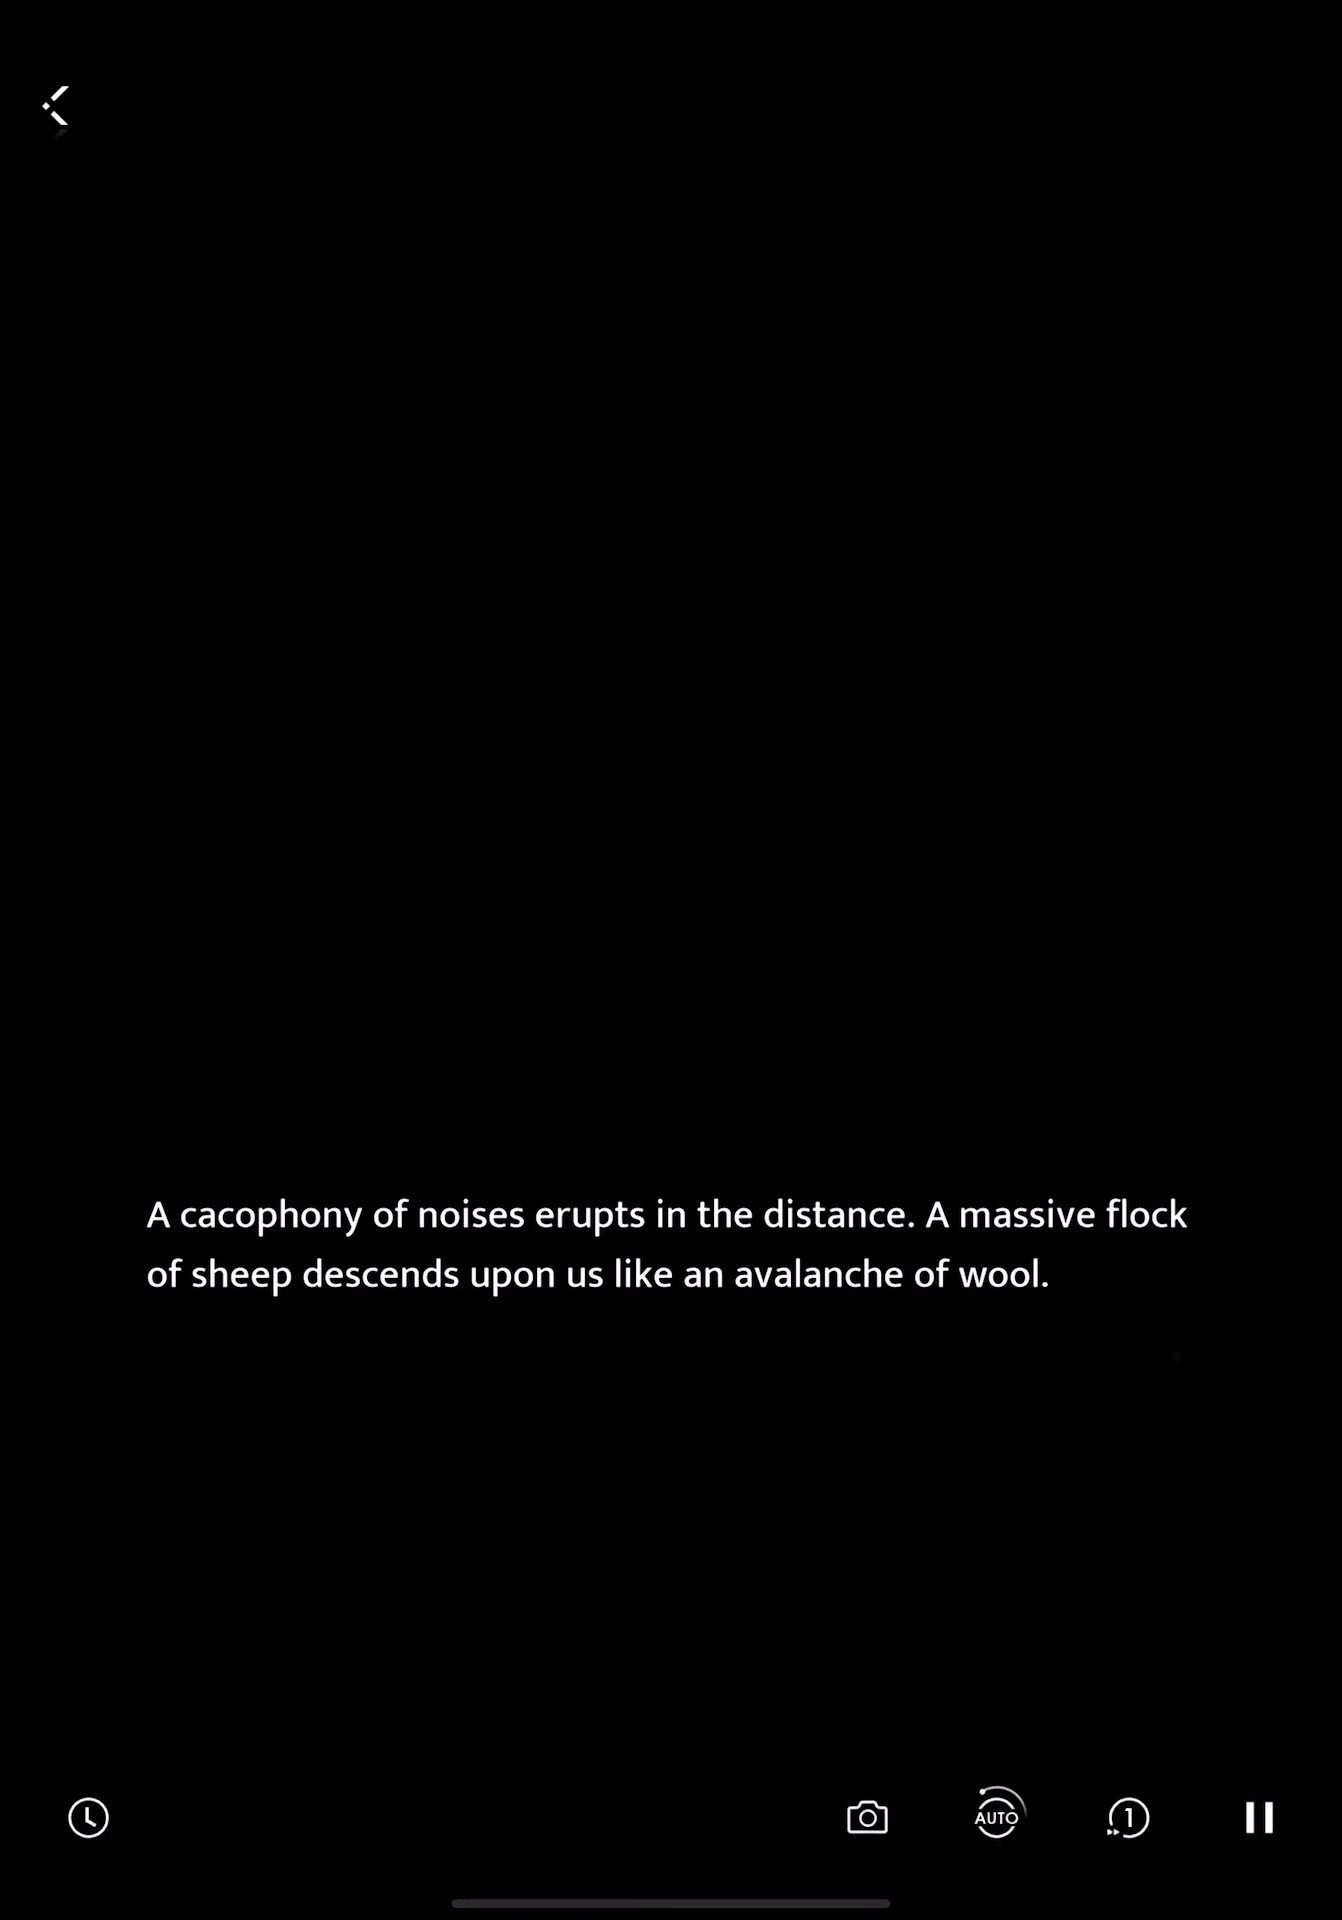 A cacophony of noises erupts in the distance. A massive flock
of sheep descends upon us like an avalanche of wool.
AUTO
1